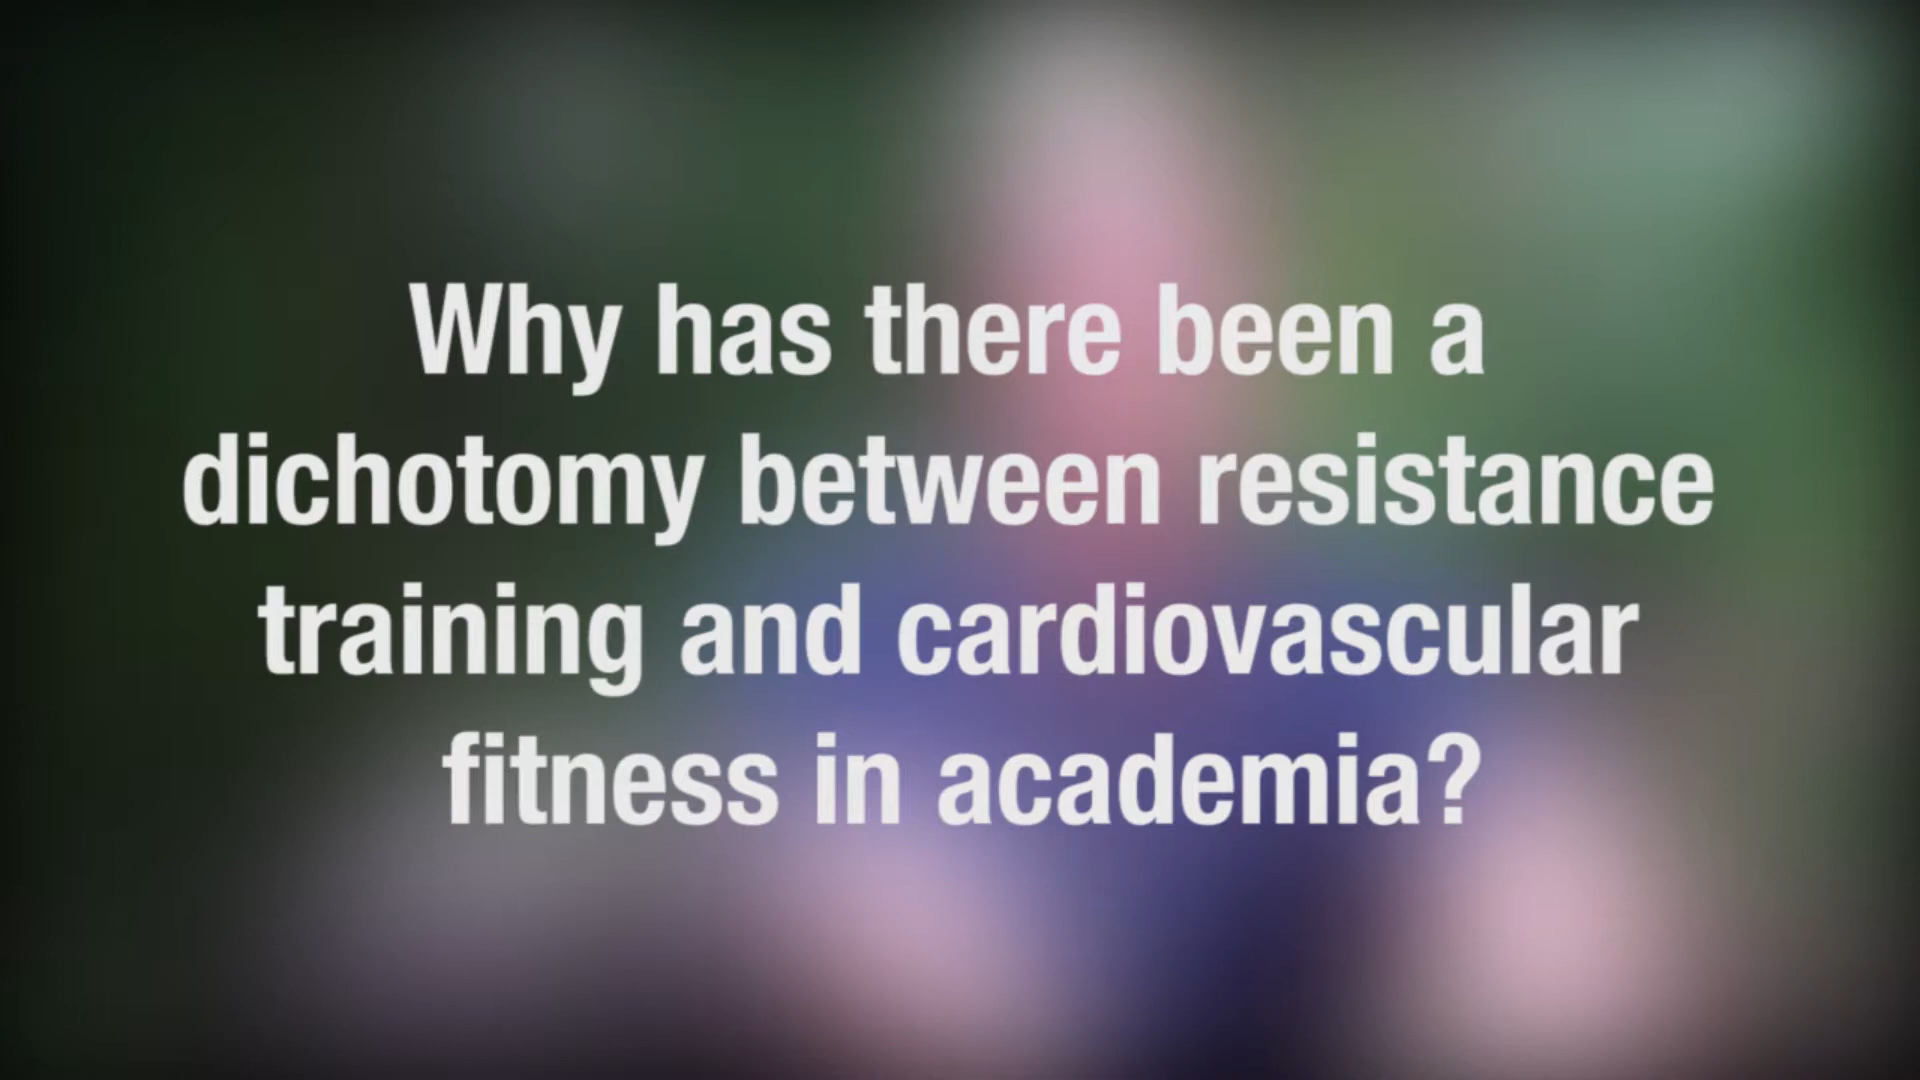 Why has there been a
dichotomy between resistance
training and cardiovascular
fitness in academia?